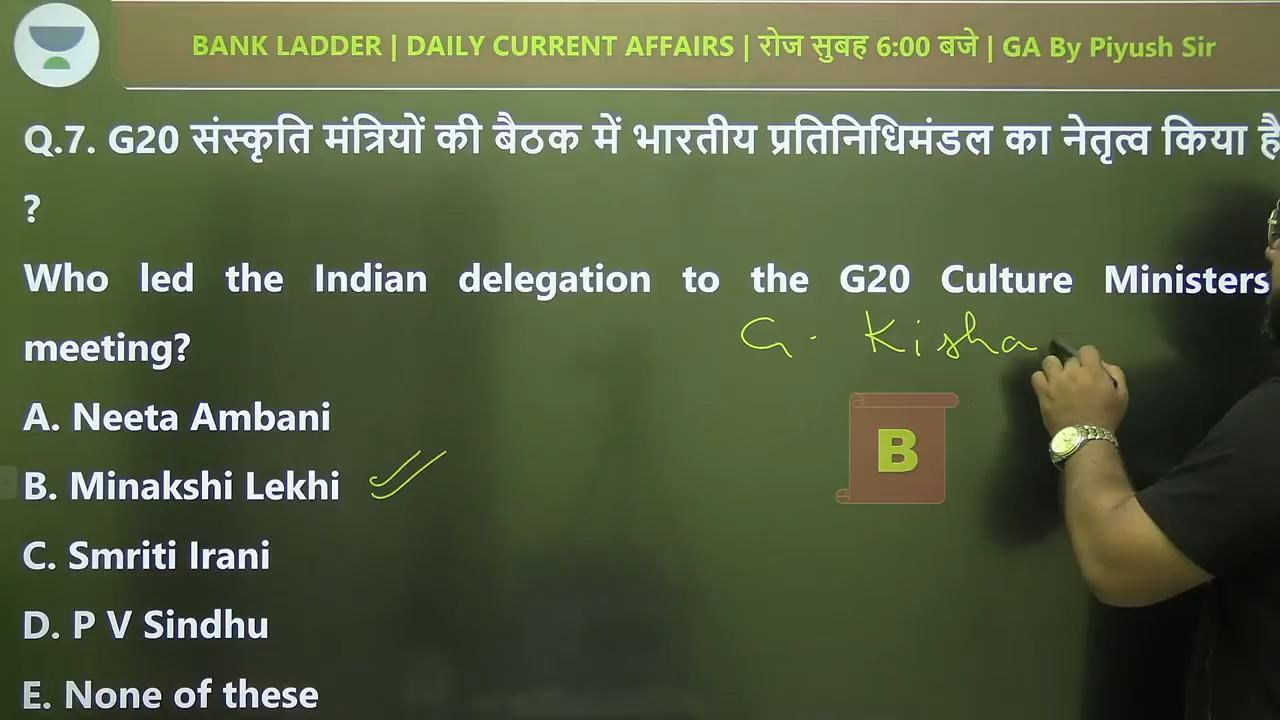 BANK LADDER | DAILY CURRENT AFFAIRS | रोज सुबह 6:00 बजे | GA By Piyush Sir
Q.7. G20 संस्कृति मंत्रियों की बैठक में भारतीय प्रतिनिधिमंडल का नेतृत्व किया है
?
Who led the Indian delegation to the G20 Culture Ministers
meeting?
G. Kisha
A. Neeta Ambani
B
B. Minakshi Lekhi
C. Smriti Irani
D. P V Sindhu
E. None of these